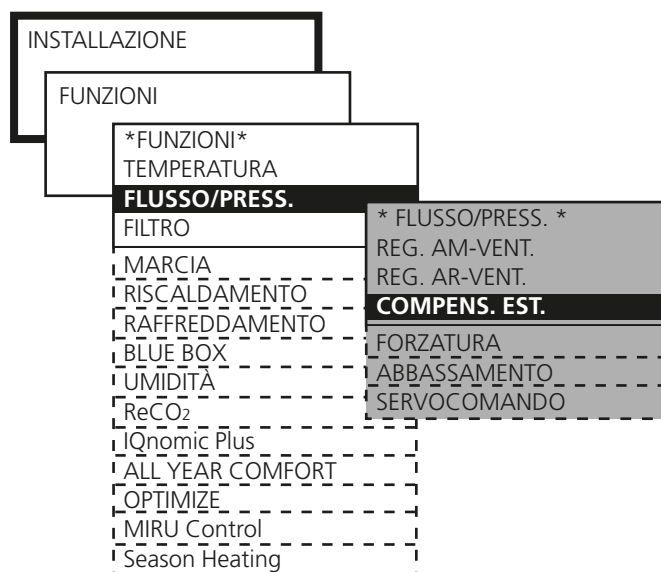 INSTALLAZIONE
FUNZIONI
*FUNZIONI*
TEMPERATURA
FLUSSO/PRESS.
FILTRO
MARCIA
RISCALDAMENTO
RAFFREDDAMENTO
BLUE BOX
UMIDITÀ
ReCO2
IQnomic Plus
ALL YEAR COMFORT
OPTIMIZE
MIRU Control
Season Heating
* FLUSSO/PRESS. *
REG. AM-VENT.
REG. AR-VENT.
COMPENS. EST.
FORZATURA
ABBASSAMENTO
SERVOCOMANDO